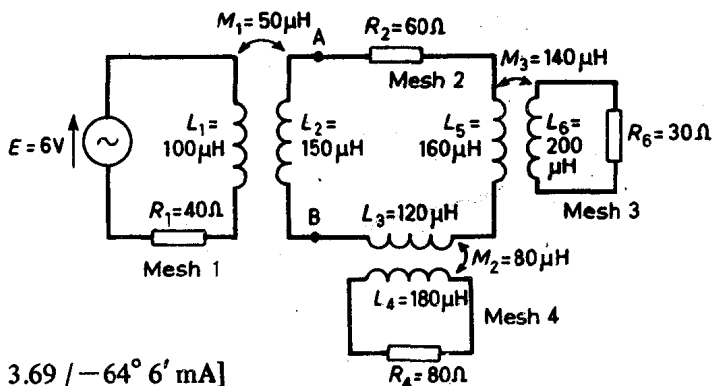 M₁=50μH
A
R₂=60Ω
M₃=140μH
Mesh 2
E=6V
~
L₁=
100μH
L₂=
150μH
L₅=
160μH
L₆=
200
μH
R₆=30Ω
R₁=40Ω
B
L₃=120μH
Mesh 3
Mesh 1
M₂=80μH
L₄=180μH
Mesh 4
R₄=80Ω
3.69 /−64° 6′ mA]